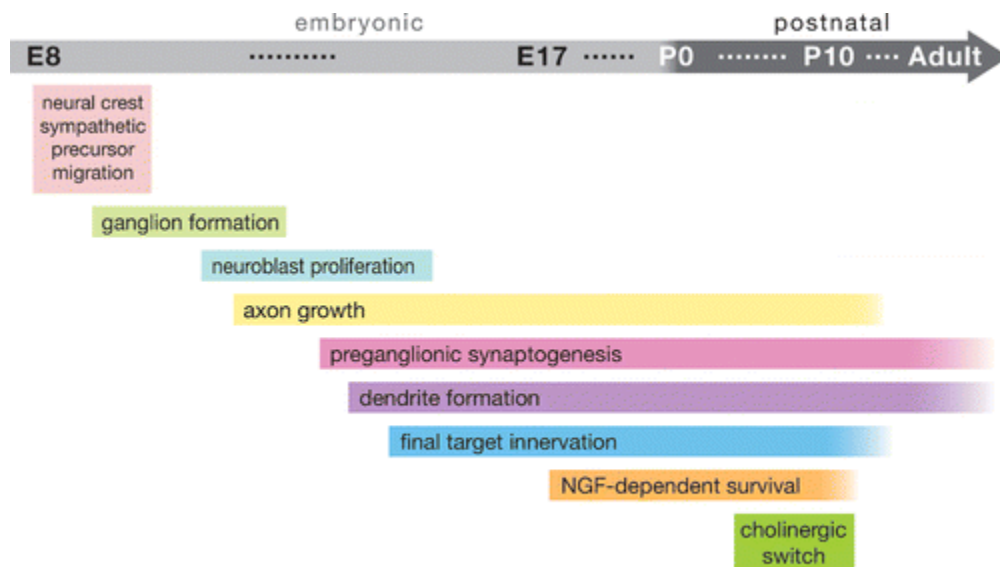 embryonic postnatal
E8 .......... E17 ...... P0 ........ P10 .... Adult
neural crest
sympathetic
precursor
migration
ganglion formation
neuroblast proliferation
axon growth
preganglionic synaptogenesis
dendrite formation
final target innervation
NGF-dependent survival
cholinergic
switch